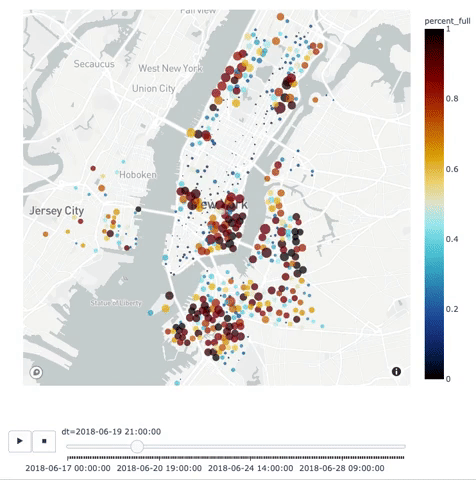 Fairview
percent_full
1
Secaucus
West New York
Union City
0.8
0.6
Hoboken
Jersey City
New York
0.4
Statue of Liberty
0.2
0
dt=2018-06-19 21:00:00
2018-06-17 00:00:00 2018-06-20 19:00:00 2018-06-24 14:00:00 2018-06-28 09:00:00